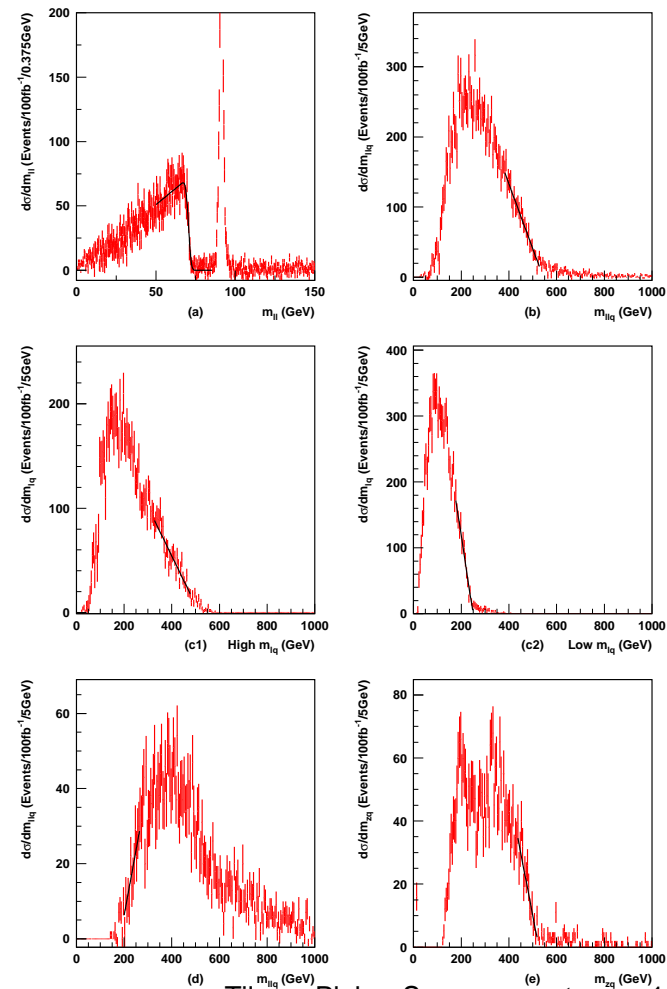 dσ/dm_ll (Events/100fb⁻¹/0.375GeV)
200
150
100
50
0
0 50 100 150
(a) m_ll (GeV)
dσ/dm_llq (Events/100fb⁻¹/5GeV)
300
200
100
0
0 200 400 600 800 1000
(b) m_llq (GeV)
dσ/dm_lq (Events/100fb⁻¹/5GeV)
200
100
0
0 200 400 600 800 1000
(c1) High m_lq (GeV)
dσ/dm_lq (Events/100fb⁻¹/5GeV)
400
300
200
100
0
0 200 400 600 800 1000
(c2) Low m_lq (GeV)
dσ/dm_llq (Events/100fb⁻¹/5GeV)
60
40
20
0
0 200 400 600 800 1000
(d) m_llq (GeV)
dσ/dm_zq (Events/100fb⁻¹/5GeV)
80
60
40
20
0
0 200 400 600 800 1000
(e) m_zq (GeV)